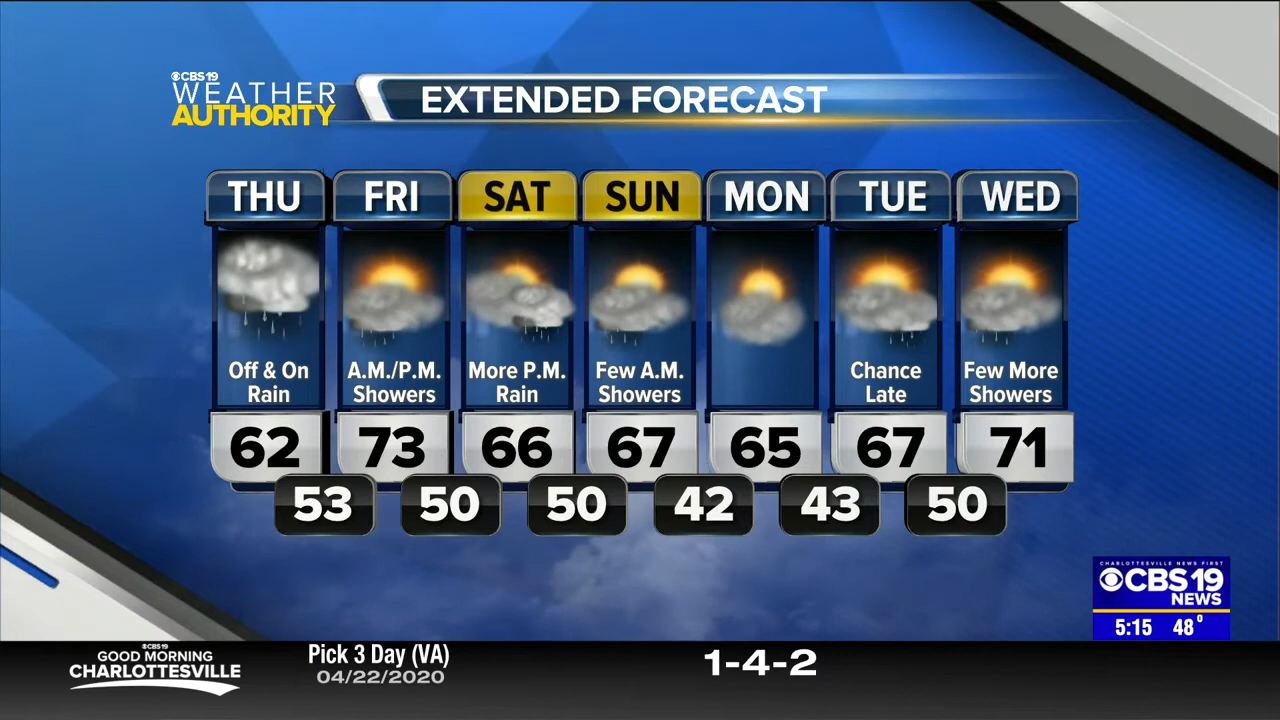 CBS19
WEATHER
AUTHORITY
EXTENDED FORECAST
THU FRI SAT SUN MON TUE WED
Off & On A.M./P.M. More P.M. Few A.M. Chance Few More
Rain Showers Rain Showers Late Showers
62 73 66 67 65 67 71
53 50 50 42 43 50
CHARLOTTESVILLE NEWS FIRST
CBS 19
NEWS
5:15 48°
CBS19
GOOD MORNING
CHARLOTTESVILLE
Pick 3 Day (VA)
04/22/2020
1-4-2